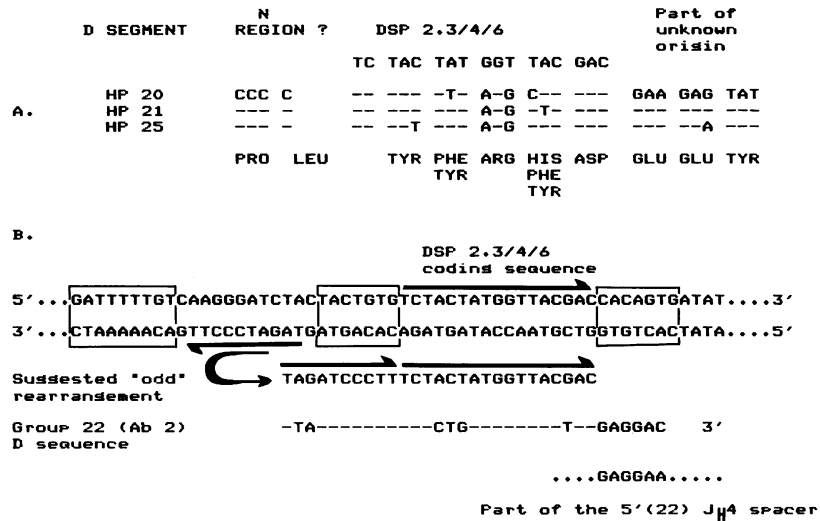 N Part of
D SEGMENT REGION ? DSP 2.3/4/6 unknown
origin
TC TAC TAT GGT TAC GAC
HP 20 CCC C -- --- -T- A-G C-- --- GAA GAG TAT
A. HP 21 --- - -- --- --- A-G -T- --- --- --- ---
HP 25 --- - -- --T --- A-G --- --- --- --A ---
PRO LEU TYR PHE ARG HIS ASP GLU GLU TYR
TYR PHE
TYR
B.
DSP 2.3/4/6
coding sequence
5'...GATTTTTGTCAAGGGATCTACTACTGTGTCTACTATGGTTACGACCACAGTGATAT....3'
3'...CTAAAAACAGTTCCCTAGATGATGACACAGATGATACCAATGCTGGTGTCACTATA....5'
Suggested "odd" TAGATCCCTTTCTACTATGGTTACGAC
rearrangement
Group 22 (Ab 2) -TA----------CTG--------T--GAGGAC 3'
D sequence
....GAGGAA.....
Part of the 5'(22) JH4 spacer